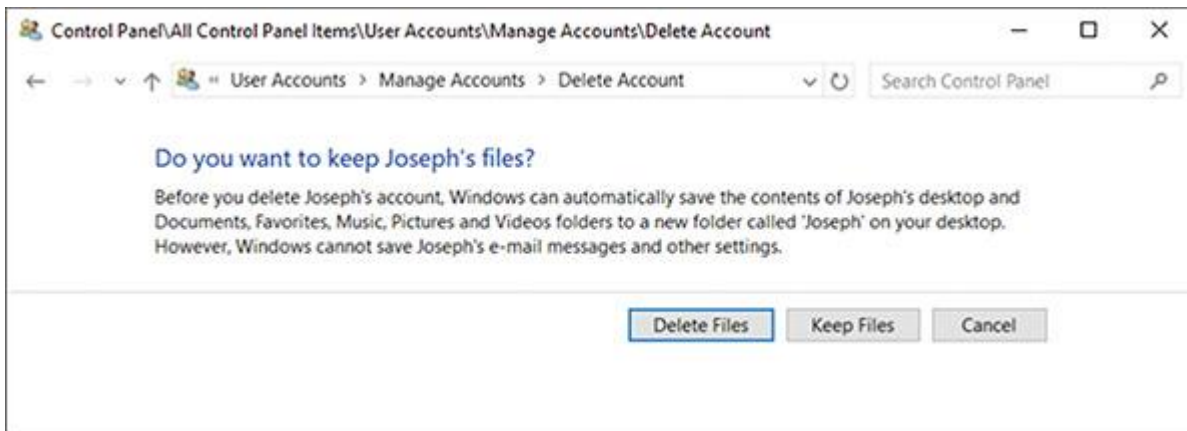 Control Panel\All Control Panel Items\User Accounts\Manage Accounts\Delete Account
« User Accounts > Manage Accounts > Delete Account
Search Control Panel
Do you want to keep Joseph's files?
Before you delete Joseph's account, Windows can automatically save the contents of Joseph's desktop and
Documents, Favorites, Music, Pictures and Videos folders to a new folder called 'Joseph' on your desktop.
However, Windows cannot save Joseph's e-mail messages and other settings.
Delete Files
Keep Files
Cancel